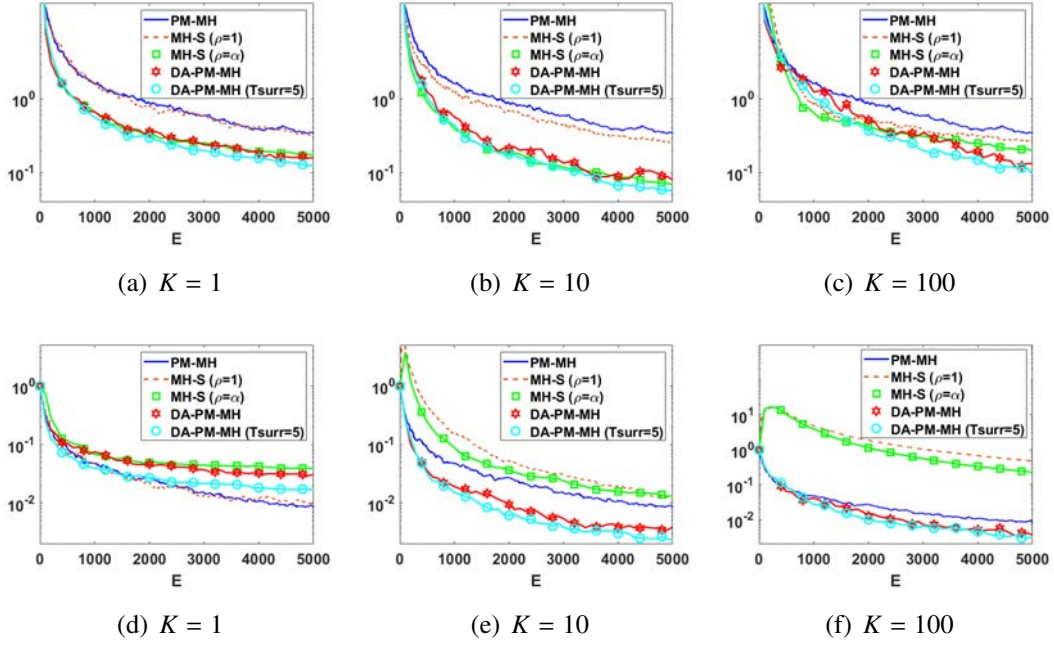 PM-MH
MH-S (ρ=1)
MH-S (ρ=α)
DA-PM-MH
DA-PM-MH (Tsurr=5)
10^0
10^-1
0 1000 2000 3000 4000 5000
E
(a) K = 1
PM-MH
MH-S (ρ=1)
MH-S (ρ=α)
DA-PM-MH
DA-PM-MH (Tsurr=5)
10^0
10^-1
0 1000 2000 3000 4000 5000
E
(b) K = 10
PM-MH
MH-S (ρ=1)
MH-S (ρ=α)
DA-PM-MH
DA-PM-MH (Tsurr=5)
10^0
10^-1
0 1000 2000 3000 4000 5000
E
(c) K = 100
PM-MH
MH-S (ρ=1)
MH-S (ρ=α)
DA-PM-MH
DA-PM-MH (Tsurr=5)
10^0
10^-1
10^-2
0 1000 2000 3000 4000 5000
E
(d) K = 1
PM-MH
MH-S (ρ=1)
MH-S (ρ=α)
DA-PM-MH
DA-PM-MH (Tsurr=5)
10^0
10^-1
10^-2
0 1000 2000 3000 4000 5000
E
(e) K = 10
PM-MH
MH-S (ρ=1)
MH-S (ρ=α)
DA-PM-MH
DA-PM-MH (Tsurr=5)
10^1
10^0
10^-1
10^-2
0 1000 2000 3000 4000 5000
E
(f) K = 100